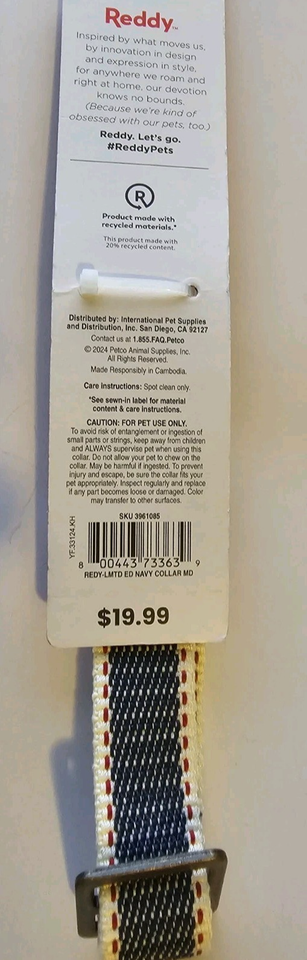 Reddy™
Inspired by what moves us,
by innovation in design
and expression in style,
for anywhere we roam and
right at home, our devotion
knows no bounds.
(Because we're kind of
obsessed with our pets, too.)
Reddy. Let's go.
#ReddyPets
R
Product made with
recycled materials.*
This product made with
20% recycled content.
Distributed by: International Pet Supplies
and Distribution, Inc. San Diego, CA 92127
Contact us at 1.855.FAQ.Petco
© 2024 Petco Animal Supplies, Inc.
All Rights Reserved.
Made Responsibly in Cambodia.
Care Instructions: Spot clean only.
*See sewn-in label for material
content & care instructions.
CAUTION: FOR PET USE ONLY.
To avoid risk of entanglement or ingestion of
small parts or strings, keep away from children
and ALWAYS supervise pet when using this
collar. Do not allow your pet to chew on the
collar. May be harmful if ingested. To prevent
injury and escape, be sure the collar fits your
pet appropriately. Inspect regularly and replace
if any part becomes loose or damaged. Color
may transfer to other surfaces.
SKU 3961085
YF.33124.KH
8 00443 73363 9
REDY-LMTD ED NAVY COLLAR MD
$19.99